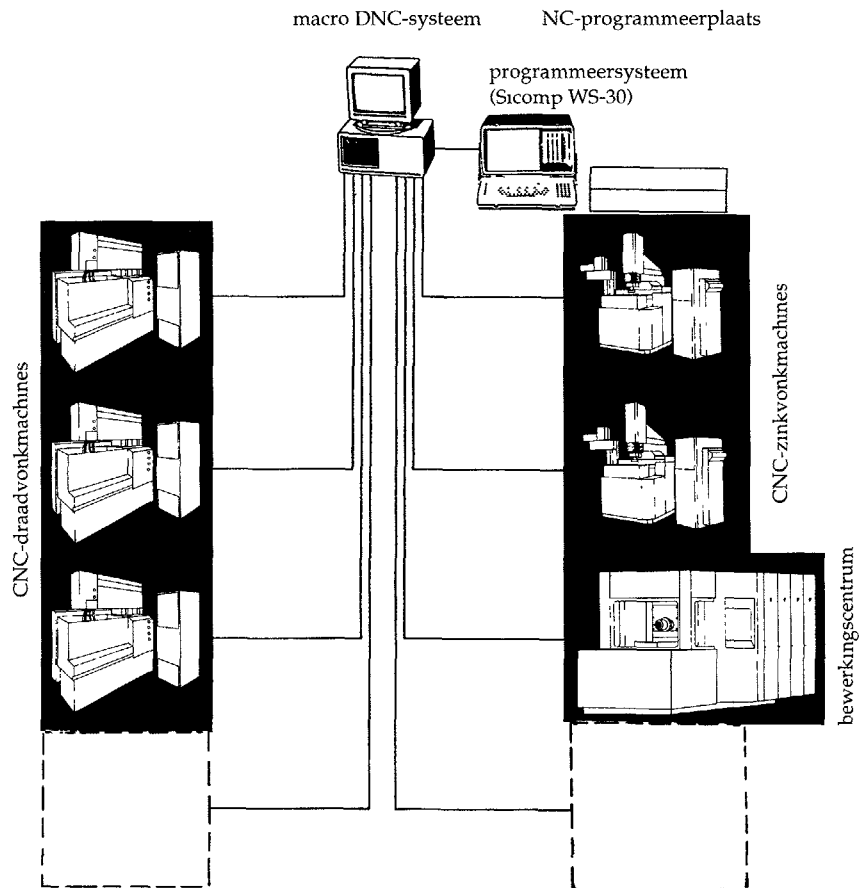 macro DNC-systeem
NC-programmeerplaats
programmeersysteem
(Sicomp WS-30)
CNC-draadvonkmachines
CNC-zinkvonkmachines
bewerkingscentrum